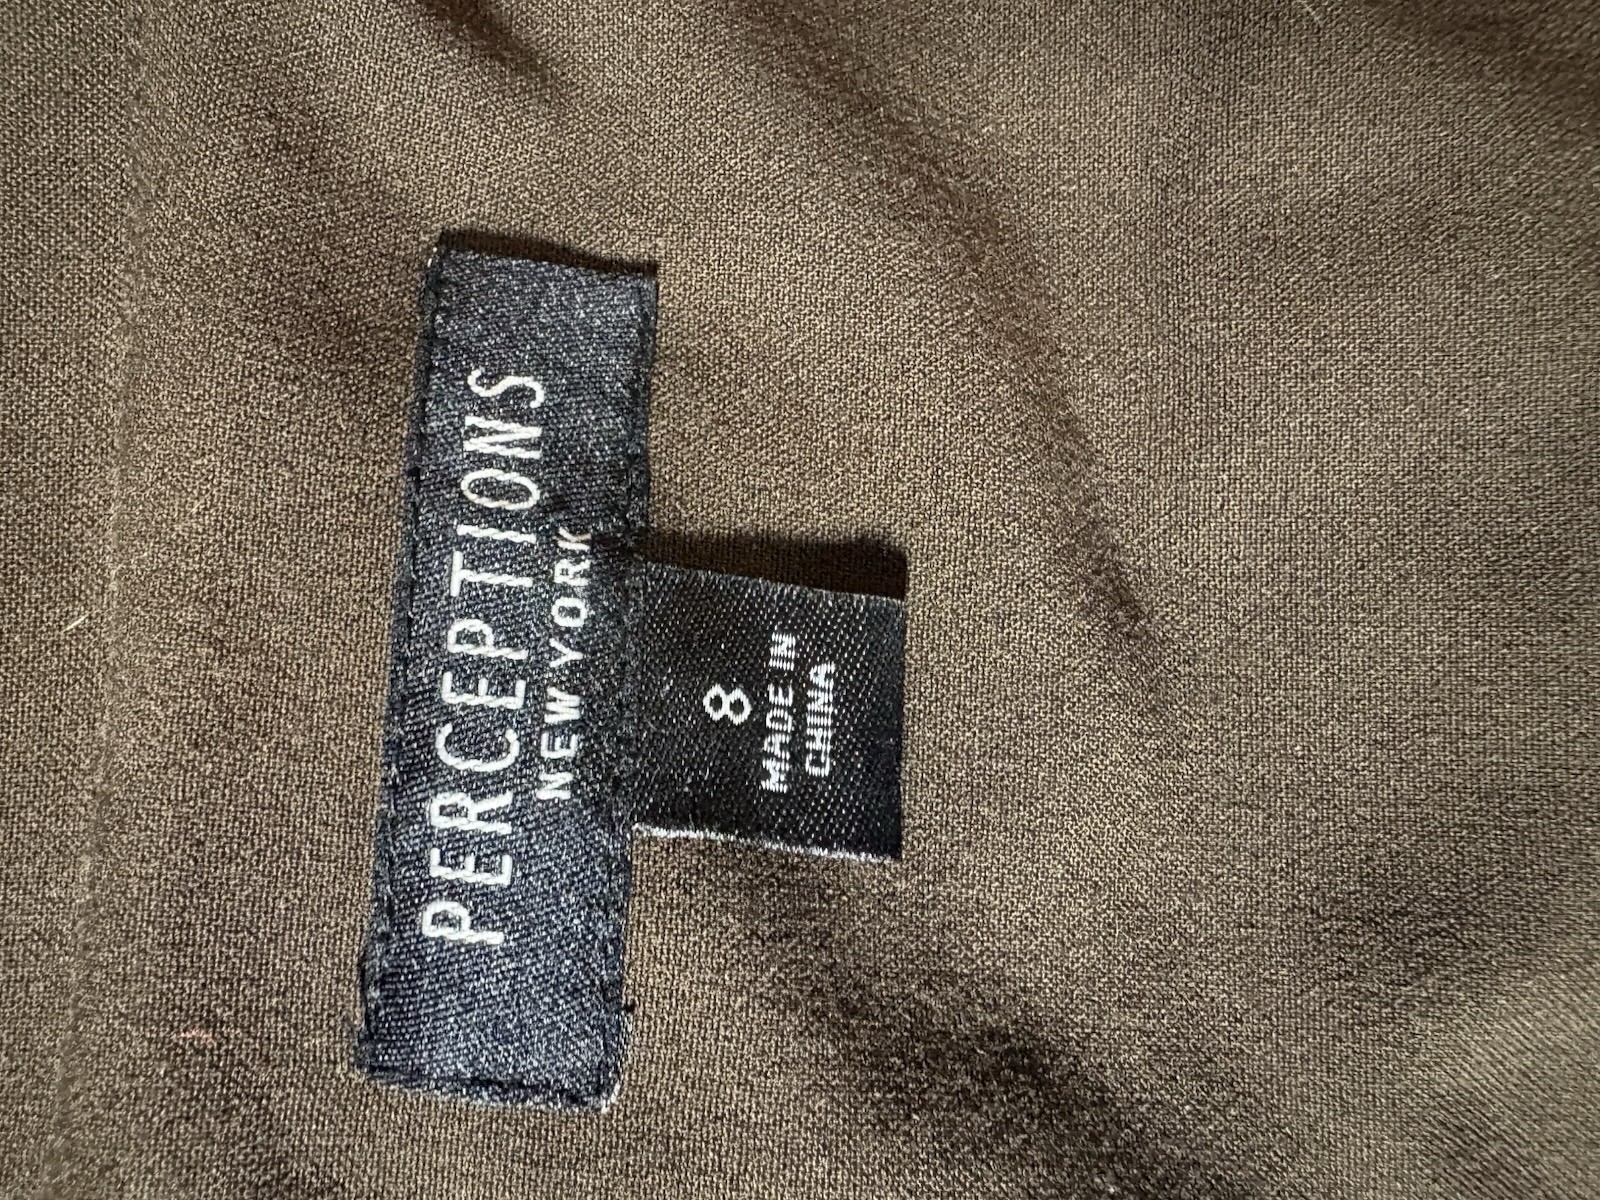 PERCEPTIONS
NEW YORK
8
MADE IN
CHINA